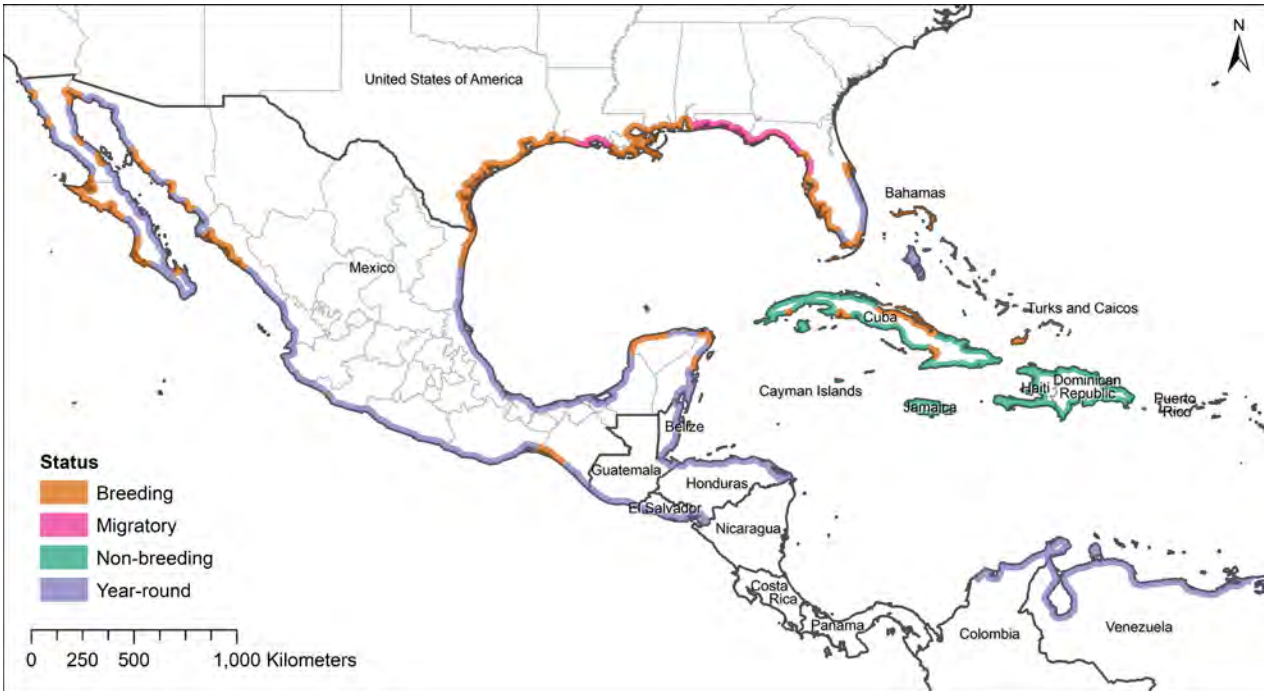 N
United States of America
Bahamas
Mexico
Turks and Caicos
Cuba
Cayman Islands
Haiti
Dominican
Republic
Jamaica
Puerto
Rico
Belize
Guatemala
Honduras
El Salvador
Nicaragua
Costa
Rica
Panama
Colombia
Venezuela
Status
Breeding
Migratory
Non-breeding
Year-round
0 250 500 1,000 Kilometers